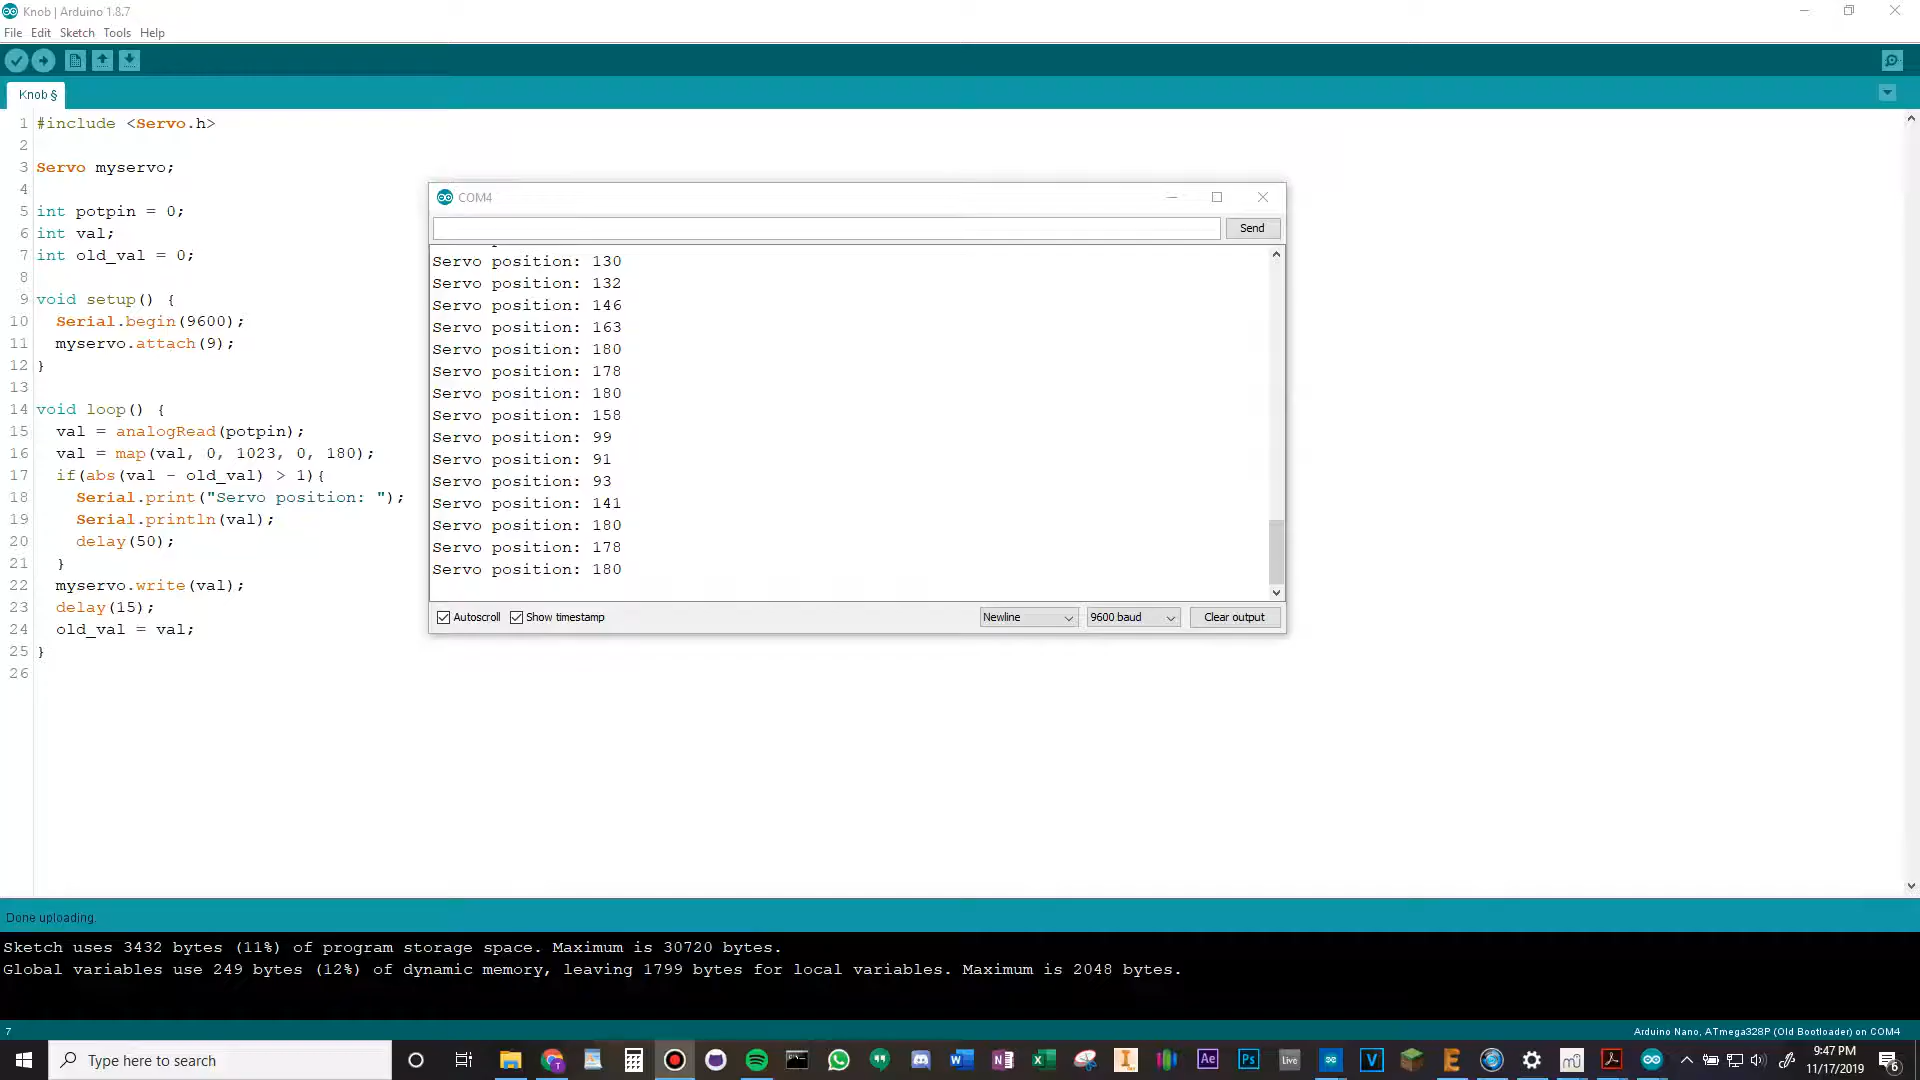 Knob | Arduino 1.8.7
File Edit Sketch Tools Help
Knob §
1 #include <Servo.h>
2
3 Servo myservo;
4
5 int potpin = 0;
6 int val;
7 int old_val = 0;
8
9 void setup() {
10 Serial.begin(9600);
11 myservo.attach(9);
12 }
13
14 void loop() {
15 val = analogRead(potpin);
16 val = map(val, 0, 1023, 0, 180);
17 if(abs(val - old_val) > 1){
18 Serial.print("Servo position: ");
19 Serial.println(val);
20 delay(50);
21 }
22 myservo.write(val);
23 delay(15);
24 old_val = val;
25 }
26
COM4
Send
Servo position: 130
Servo position: 132
Servo position: 146
Servo position: 163
Servo position: 180
Servo position: 178
Servo position: 180
Servo position: 158
Servo position: 99
Servo position: 91
Servo position: 93
Servo position: 141
Servo position: 180
Servo position: 178
Servo position: 180
Autoscroll Show timestamp Newline 9600 baud Clear output
Done uploading.
Sketch uses 3432 bytes (11%) of program storage space. Maximum is 30720 bytes.
Global variables use 249 bytes (12%) of dynamic memory, leaving 1799 bytes for local variables. Maximum is 2048 bytes.
7 Arduino Nano, ATmega328P (Old Bootloader) on COM4
Type here to search
Ae Ps Live V
9:47 PM
11/17/2019
6